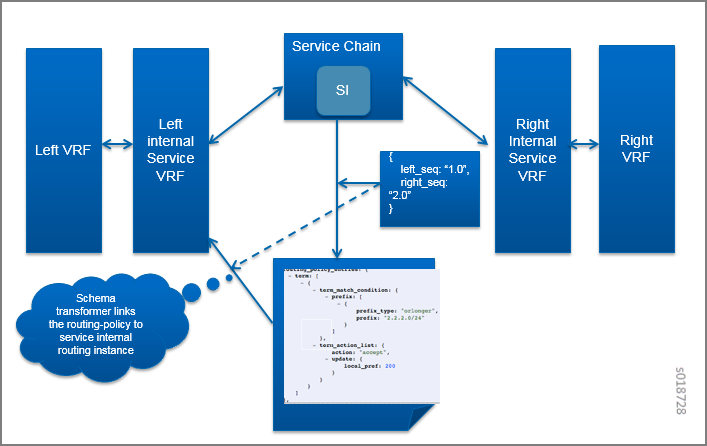 Service Chain
SI
Left VRF
Left
internal
Service
VRF
Right
Internal
Service
VRF
Right
VRF
{
left_seq: “1.0”,
right_seq:
“2.0”
}
Schema
transformer links
the routing-policy to
service internal
routing instance
routing_policy_entries: {
– term: [
– {
– term_match_condition: {
– prefix: [
– {
prefix_type: "orlonger",
prefix: "2.2.2.0/24"
}
]
},
– term_action_list: {
action: "accept",
– update: {
local_pref: 200
}
}
}
]
},
s018728